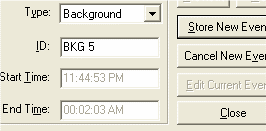 Type: Background
Store New Even
ID: BKG 5
Cancel New Eve
Start Time: 11:44:53 PM
Edit Current Even
End Time: 00:02:03 AM
Close